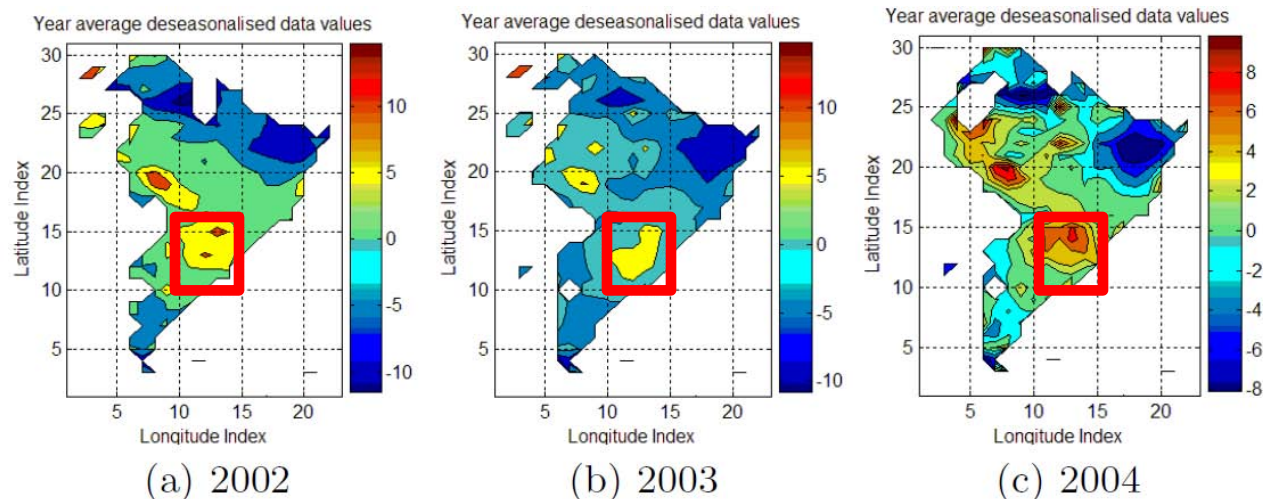 Year average deseasonalised data values
30
25
20
15
10
5
5 10 15 20
Latitude Index
Longitude Index
10
5
0
-5
-10
(a) 2002
Year average deseasonalised data values
30
25
20
15
10
5
5 10 15 20
Latitude Index
Longitude Index
10
5
0
-5
-10
(b) 2003
Year average deseasonalised data values
30
25
20
15
10
5
5 10 15 20
Latitude Index
Longitude Index
8
6
4
2
0
-2
-4
-6
-8
(c) 2004